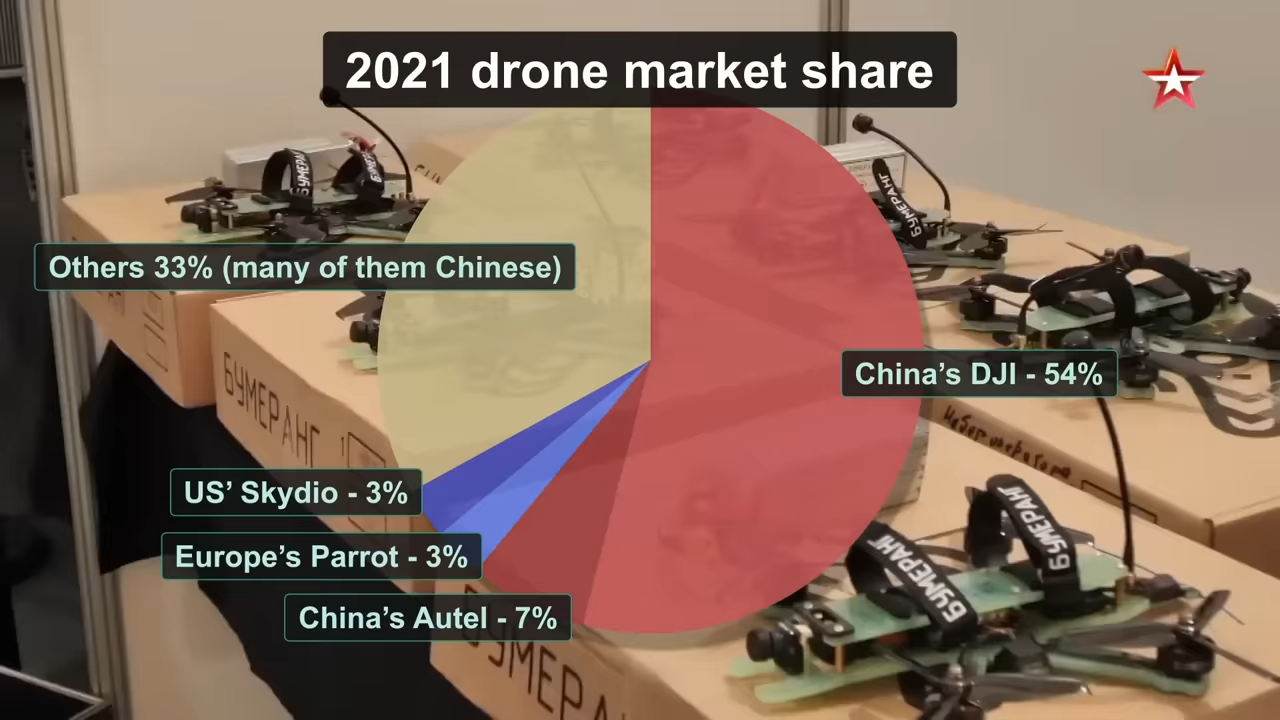 2021 drone market share
Others 33% (many of them Chinese)
China’s DJI - 54%
US’ Skydio - 3%
Europe’s Parrot - 3%
China’s Autel - 7%
БУМЕРАНГ
БУМЕРАНГ
БУМЕРАНГ
БУМЕРАНГ